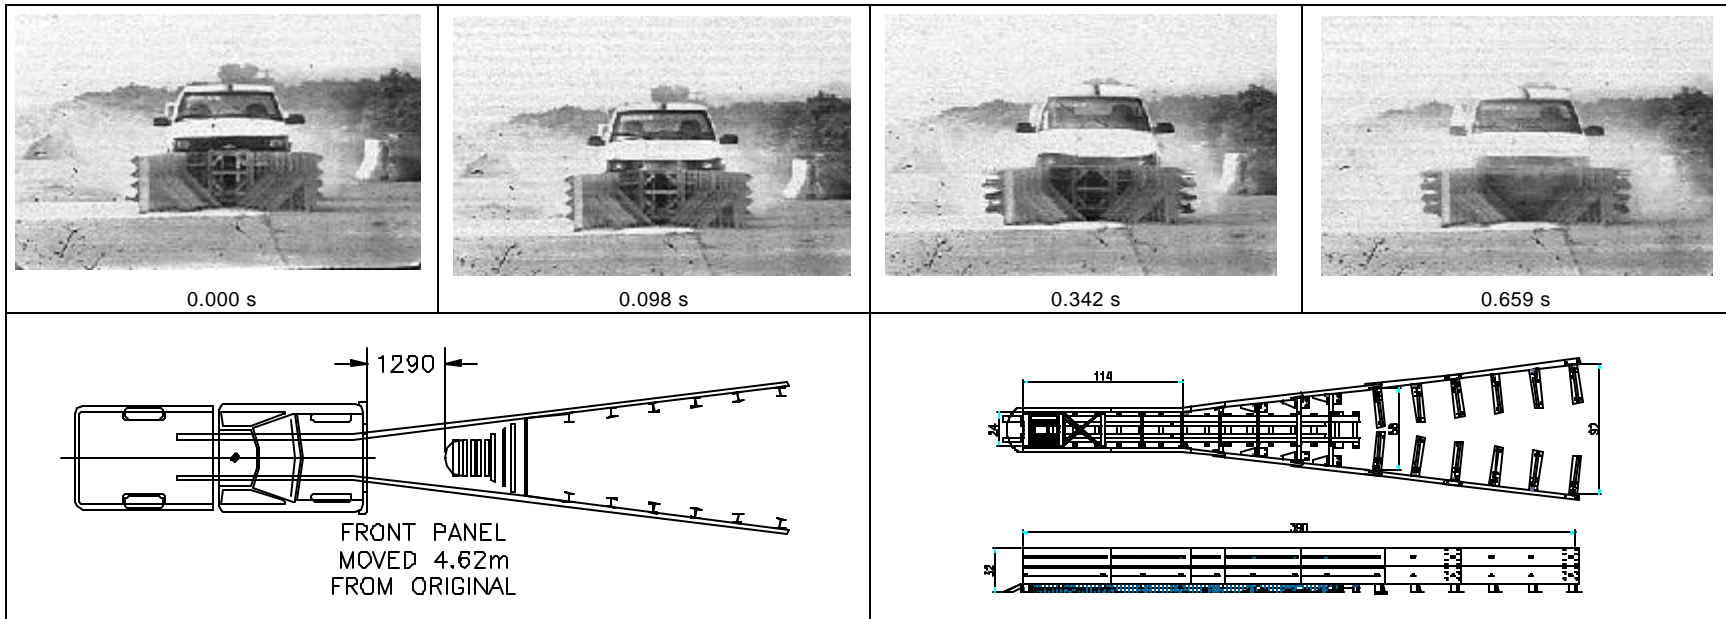 0.000 s
0.098 s
0.342 s
0.659 s
1290
FRONT PANEL
MOVED 4.62m
FROM ORIGINAL
114
24
92
32